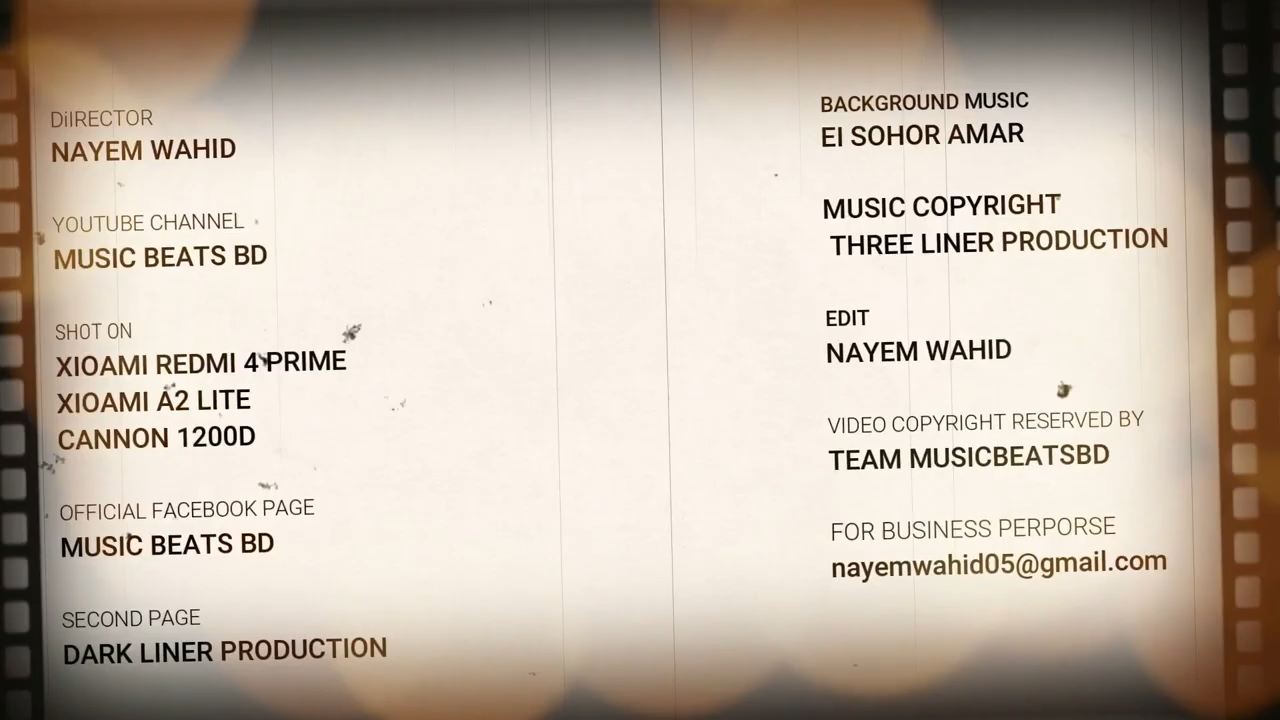 DiIRECTOR
NAYEM WAHID
YOUTUBE CHANNEL
MUSIC BEATS BD
SHOT ON
XIOAMI REDMI 4 PRIME
XIOAMI A2 LITE
CANNON 1200D
OFFICIAL FACEBOOK PAGE
MUSIC BEATS BD
SECOND PAGE
DARK LINER PRODUCTION
BACKGROUND MUSIC
EI SOHOR AMAR
MUSIC COPYRIGHT
THREE LINER PRODUCTION
EDIT
NAYEM WAHID
VIDEO COPYRIGHT RESERVED BY
TEAM MUSICBEATSBD
FOR BUSINESS PERPORSE
nayemwahid05@gmail.com